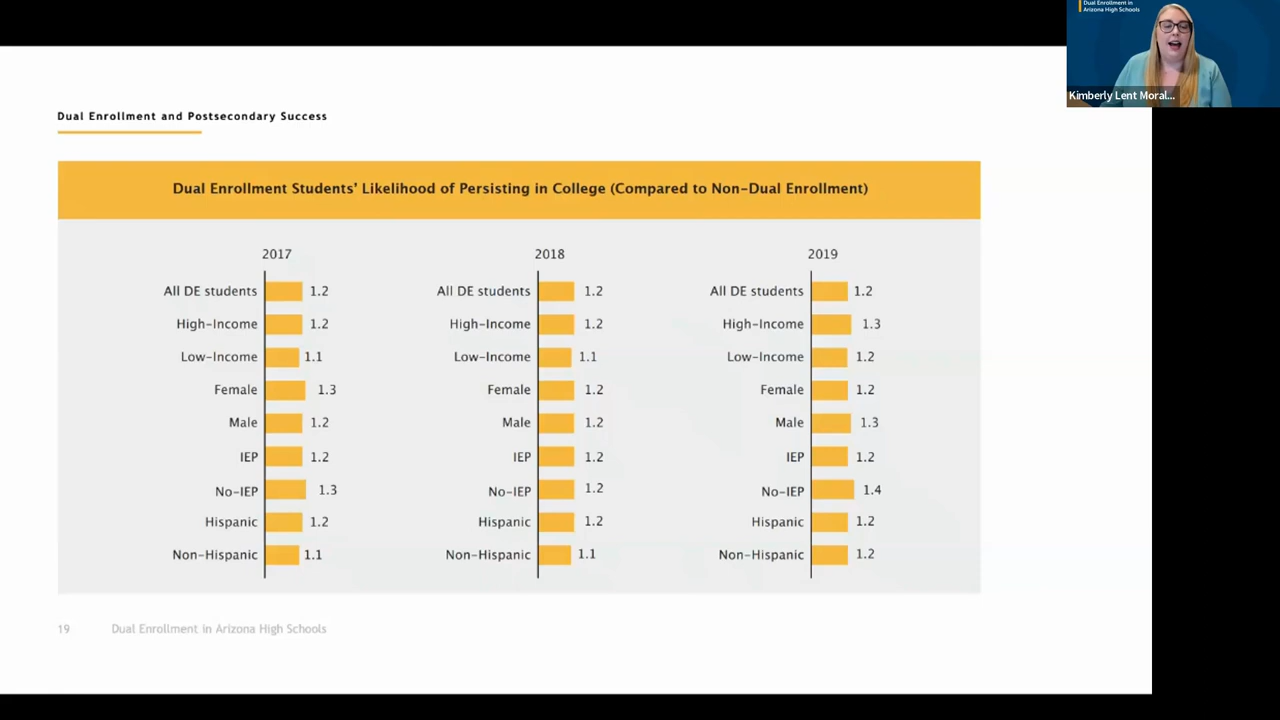 Dual Enrollment in
Arizona High Schools
Kimberly Lent Moral...
Dual Enrollment and Postsecondary Success
Dual Enrollment Students' Likelihood of Persisting in College (Compared to Non-Dual Enrollment)
2017
All DE students 1.2
High-Income 1.2
Low-Income 1.1
Female 1.3
Male 1.2
IEP 1.2
No-IEP 1.3
Hispanic 1.2
Non-Hispanic 1.1
2018
All DE students 1.2
High-Income 1.2
Low-Income 1.1
Female 1.2
Male 1.2
IEP 1.2
No-IEP 1.2
Hispanic 1.2
Non-Hispanic 1.1
2019
All DE students 1.2
High-Income 1.3
Low-Income 1.2
Female 1.2
Male 1.3
IEP 1.2
No-IEP 1.4
Hispanic 1.2
Non-Hispanic 1.2
19 Dual Enrollment in Arizona High Schools